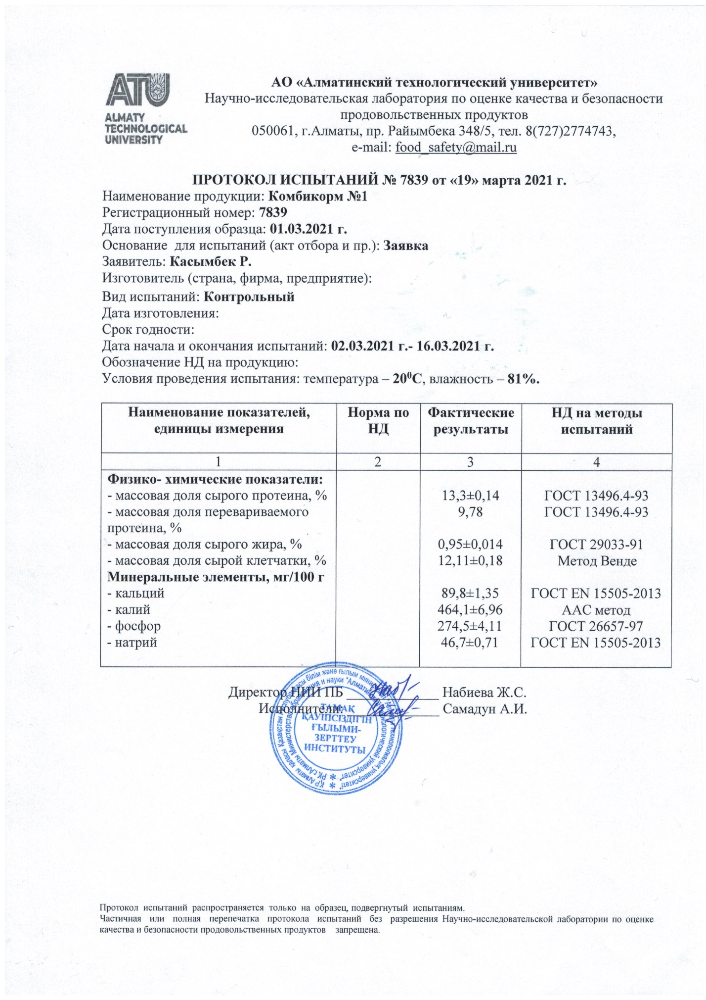 ATU
ALMATY
TECHNOLOGICAL
UNIVERSITY
АО «Алматинский технологический университет»
Научно-исследовательская лаборатория по оценке качества и безопасности
продовольственных продуктов
050061, г.Алматы, пр. Райымбека 348/5, тел. 8(727)2774743,
e-mail: food_safety@mail.ru
ПРОТОКОЛ ИСПЫТАНИЙ № 7839 от «19» марта 2021 г.
Наименование продукции: Комбикорм №1
Регистрационный номер: 7839
Дата поступления образца: 01.03.2021 г.
Основание для испытаний (акт отбора и пр.): Заявка
Заявитель: Касымбек Р.
Изготовитель (страна, фирма, предприятие):
Вид испытаний: Контрольный
Дата изготовления:
Срок годности:
Дата начала и окончания испытаний: 02.03.2021 г.- 16.03.2021 г.
Обозначение НД на продукцию:
Условия проведения испытания: температура – 20⁰С, влажность – 81%.
Наименование показателей, Норма по Фактические НД на методы
единицы измерения НД результаты испытаний
1 2 3 4
Физико- химические показатели:
- массовая доля сырого протеина, % 13,3±0,14 ГОСТ 13496.4-93
- массовая доля перевариваемого 9,78 ГОСТ 13496.4-93
протеина, %
- массовая доля сырого жира, % 0,95±0,014 ГОСТ 29033-91
- массовая доля сырой клетчатки, % 12,11±0,18 Метод Венде
Минеральные элементы, мг/100 г
- кальций 89,8±1,35 ГОСТ EN 15505-2013
- калий 464,1±6,96 ААС метод
- фосфор 274,5±4,11 ГОСТ 26657-97
- натрий 46,7±0,71 ГОСТ EN 15505-2013
Директор НИИ ПБ Набиева Ж.С.
Исполнители: Самадун А.И.
ТАМАҚ
ҚАУІПСІЗДІГІН
ҒЫЛЫМИ-
ЗЕРТТЕУ
ИНСТИТУТЫ
Протокол испытаний распространяется только на образец, подвергнутый испытаниям.
Частичная или полная перепечатка протокола испытаний без разрешения Научно-исследовательской лаборатории по оценке
качества и безопасности продовольственных продуктов запрещена.